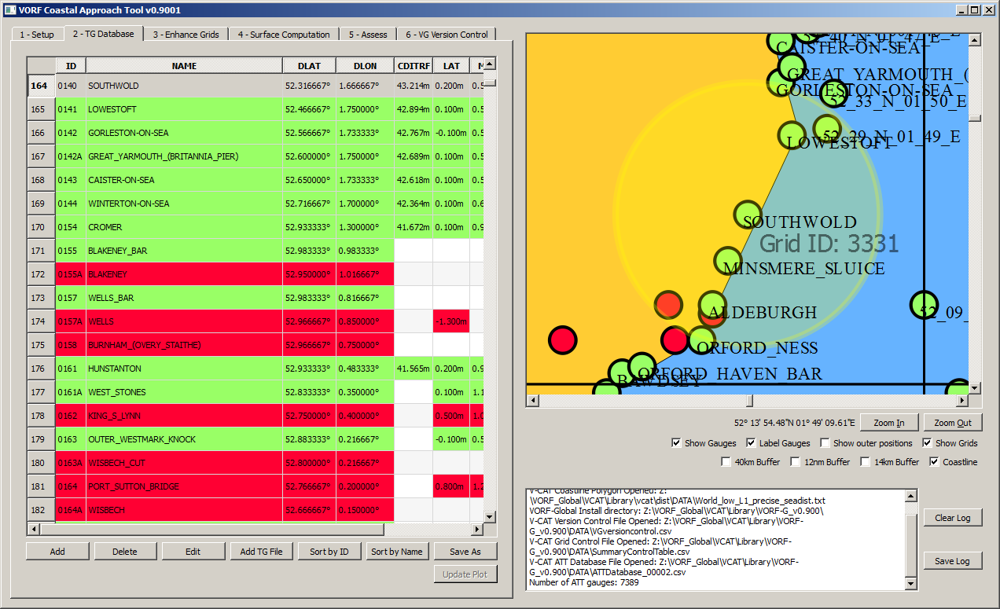 VORF Coastal Approach Tool v0.9001
1 - Setup 2 - TG Database 3 - Enhance Grids 4 - Surface Computation 5 - Assess 6 - VG Version Control
ID NAME DLAT DLON CDITRF LAT
164 0140 SOUTHWOLD 52.316667° 1.666667° 43.214m 0.200m 0.5
165 0141 LOWESTOFT 52.466667° 1.750000° 42.894m 0.100m 0.5
166 0142 GORLESTON-ON-SEA 52.566667° 1.733333° 42.767m -0.100m 0.5
167 0142A GREAT_YARMOUTH_(BRITANNIA_PIER) 52.600000° 1.750000° 42.689m 0.100m 0.5
168 0143 CAISTER-ON-SEA 52.650000° 1.733333° 42.618m 0.100m 0.5
169 0144 WINTERTON-ON-SEA 52.716667° 1.700000° 42.364m 0.100m 0.6
170 0154 CROMER 52.933333° 1.300000° 41.672m 0.100m 0.9
171 0155 BLAKENEY_BAR 52.983333° 0.983333°
172 0155A BLAKENEY 52.950000° 1.016667°
173 0157 WELLS_BAR 52.983333° 0.816667°
174 0157A WELLS 52.966667° 0.850000° -1.300m
175 0158 BURNHAM_(OVERY_STAITHE) 52.966667° 0.750000°
176 0161 HUNSTANTON 52.933333° 0.483333° 41.565m 0.200m 0.9
177 0161A WEST_STONES 52.833333° 0.350000° 0.100m 1.1
178 0162 KING_S_LYNN 52.750000° 0.400000° 0.500m 1.0
179 0163 OUTER_WESTMARK_KNOCK 52.883333° 0.216667° -0.100m 0.5
180 0163A WISBECH_CUT 52.800000° 0.216667°
181 0164 PORT_SUTTON_BRIDGE 52.766667° 0.200000° 0.800m 1.2
182 0164A WISBECH 52.666667° 0.150000°
Add Delete Edit Add TG File Sort by ID Sort by Name Save As
Update Plot
CAISTER-ON-SEA
GREAT_YARMOUTH_(
GORLESTON-ON-SEA
52_33_N_01_50_E
52_29_N_01_49_E
LOWESTOFT
SOUTHWOLD
Grid ID: 3331
MINSMERE_SLUICE
ALDEBURGH
52_09_
ORFORD_NESS
ORFORD_HAVEN_BAR
BAWDSEY
52° 13' 54.48"N 01° 49' 09.61"E Zoom In Zoom Out
Show Gauges Label Gauges Show outer positions Show Grids
40km Buffer 12nm Buffer 14km Buffer Coastline
V-CAT Coastline Polygon Opened: Z:
\VORF_Global\VCAT\Library\vcat\dist\DATA\World_low_L1_precise_seadist.txt
VORF-Global Install directory: Z:\VORF_Global\VCAT\Library\VORF-G_v0.900\
V-CAT Version Control File Opened: Z:\VORF_Global\VCAT\Library\VORF-
G_v0.900\DATA\VGversioncontrol.csv
V-CAT Grid Control File Opened: Z:\VORF_Global\VCAT\Library\VORF-
G_v0.900\DATA\SummaryControlTable.csv
V-CAT ATT Database File Opened: Z:\VORF_Global\VCAT\Library\VORF-
G_v0.900\DATA\ATTDatabase_00002.csv
Number of ATT gauges: 7389
Clear Log
Save Log